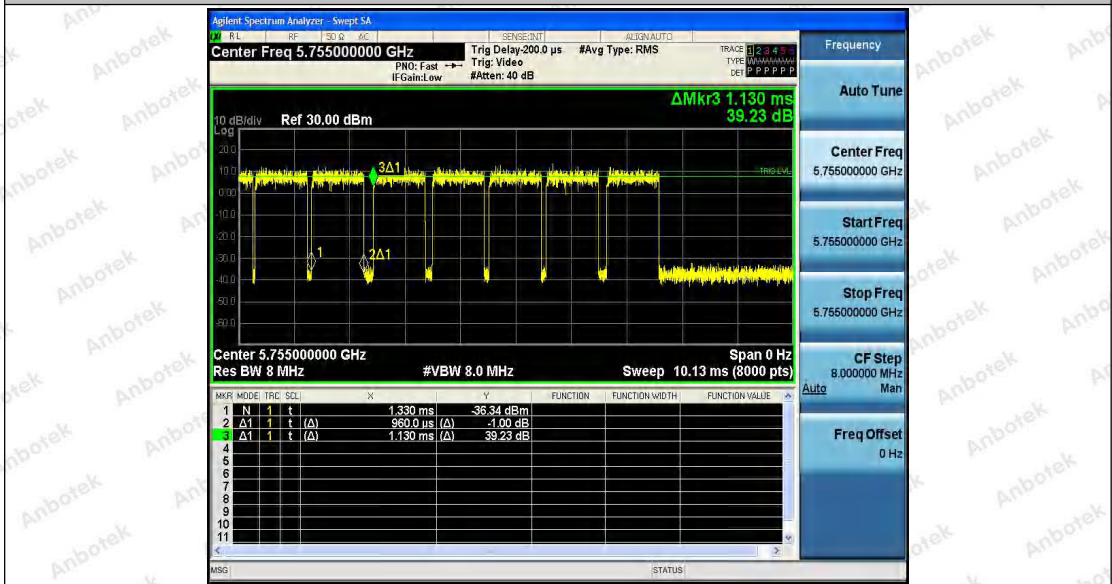 Agilent Spectrum Analyzer - Swept SA
RL RF 50 Ω AC SENSE:INT ALIGNAUTO
Center Freq 5.755000000 GHz
PNO: Fast
IFGain:Low
Trig Delay-200.0 µs
Trig: Video
#Atten: 40 dB
#Avg Type: RMS
TRACE 1 2 3 4 5 6
TYPE
DET P P P P P P
ΔMkr3 1.130 ms
39.23 dB
10 dB/div Ref 30.00 dBm
Log
20.0
10.0
0.00
-10.0
-20.0
-30.0
-40.0
-50.0
-60.0
3Δ1
TRIG LVL
1
2Δ1
Center 5.755000000 GHz Span 0 Hz
Res BW 8 MHz #VBW 8.0 MHz Sweep 10.13 ms (8000 pts)
MKR MODE TRC SCL X Y FUNCTION FUNCTION WIDTH FUNCTION VALUE
1 N 1 t 1.330 ms -36.34 dBm
2 Δ1 1 t (Δ) 960.0 µs (Δ) -1.00 dB
3 Δ1 1 t (Δ) 1.130 ms (Δ) 39.23 dB
4
5
6
7
8
9
10
11
MSG STATUS
Frequency
Auto Tune
Center Freq
5.755000000 GHz
Start Freq
5.755000000 GHz
Stop Freq
5.755000000 GHz
CF Step
8.000000 MHz
Auto Man
Freq Offset
0 Hz
Anbotek